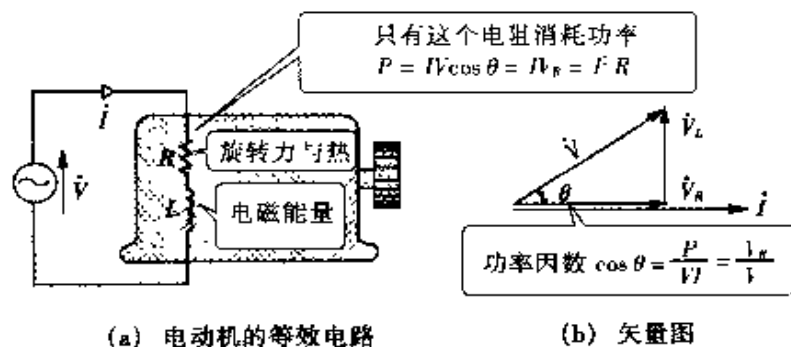 只有这个电阻消耗功率
P = IV cos θ = IV_R = I² R
İ
V̇
R
旋转力与热
L
电磁能量
V̇
V̇_L
θ
V̇_R
İ
功率因数 cos θ = P/VI = V_R/V
(a) 电动机的等效电路
(b) 矢量图